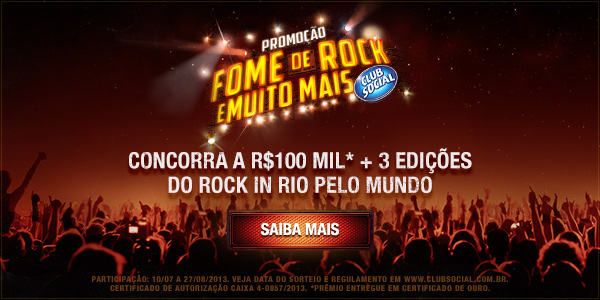 PROMOÇÃO
FOME DE ROCK
E MUITO MAIS
CLUB
SOCIAL
CONCORRA A R$100 MIL* + 3 EDIÇÕES
DO ROCK IN RIO PELO MUNDO
SAIBA MAIS
PARTICIPAÇÃO: 10/07 A 27/08/2013. VEJA DATA DO SORTEIO E REGULAMENTO EM WWW.CLUBSOCIAL.COM.BR.
CERTIFICADO DE AUTORIZAÇÃO CAIXA 4-0857/2013. *PRÊMIO ENTRÉGUE EM CERTIFICADO DE OURO.